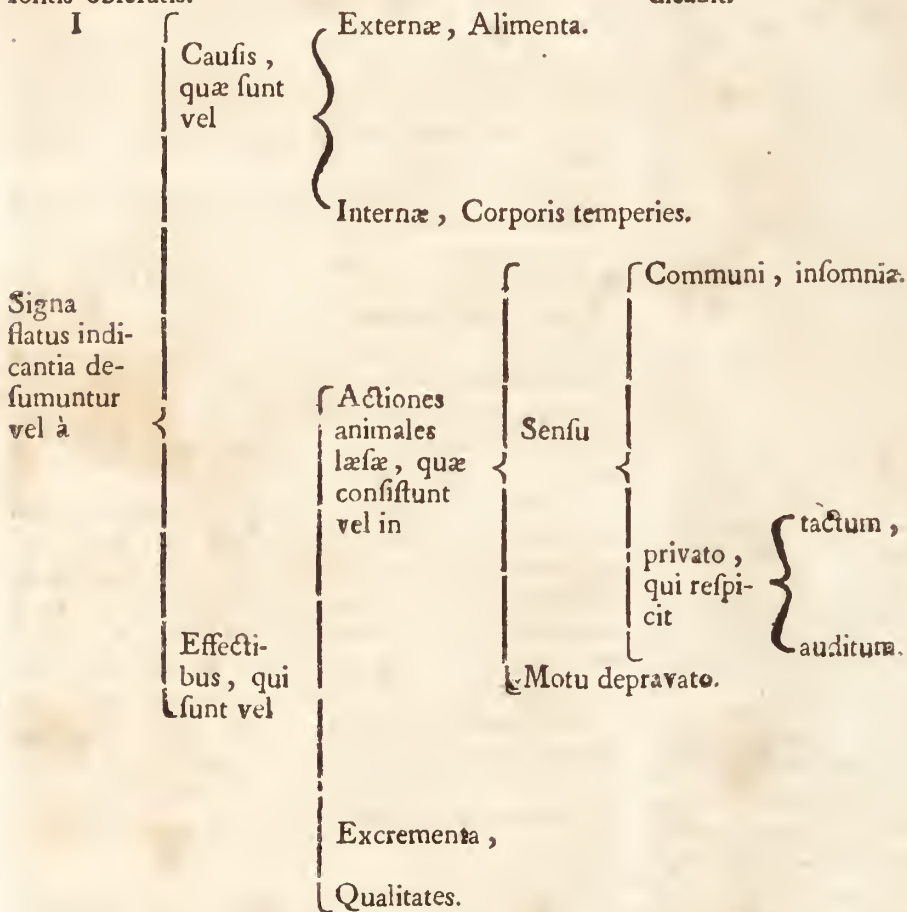 I
Externæ, Alimenta.
Cauſis,
quæ ſunt
vel
Internæ, Corporis temperies.
Signa
flatus indi-
cantia de-
ſumuntur
vel à
Effecti-
bus, qui
ſunt vel
Actiones
animales
læſæ, quæ
conſiſtunt
vel in
Senſu
Communi, inſomniæ.
privato,
qui reſpi-
cit
tactum,
auditum.
Motu depravato.
Excrementa,
Qualitates.